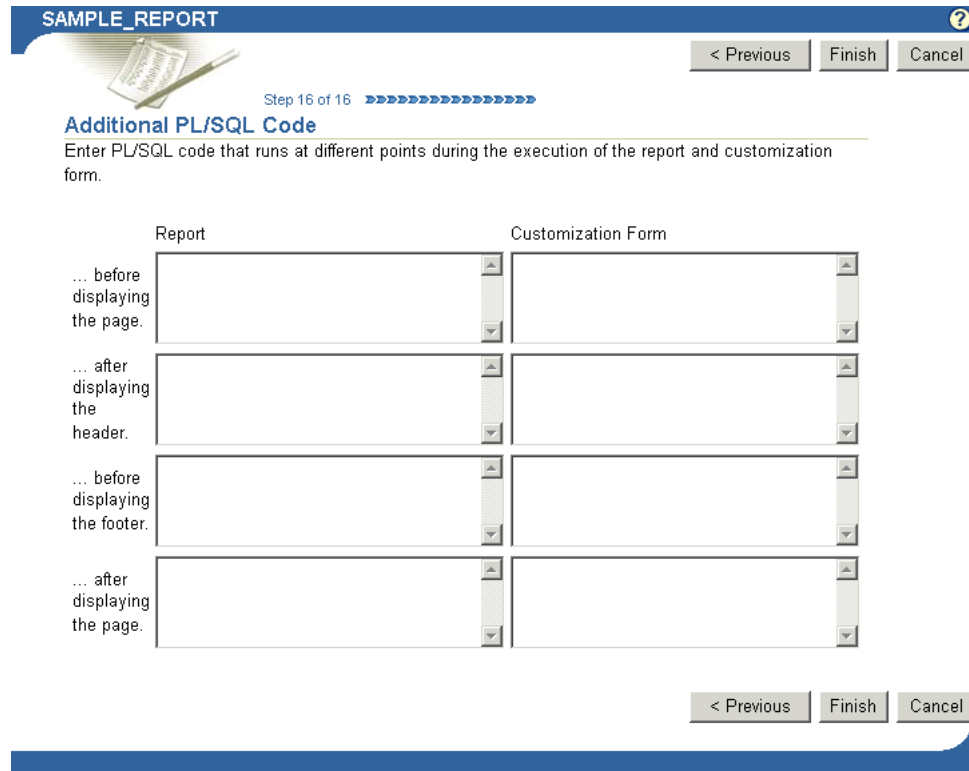 SAMPLE_REPORT
?
< Previous Finish Cancel
Step 16 of 16
Additional PL/SQL Code
Enter PL/SQL code that runs at different points during the execution of the report and customization
form.
Report Customization Form
... before
displaying
the page.
... after
displaying
the
header.
... before
displaying
the footer.
... after
displaying
the page.
< Previous Finish Cancel